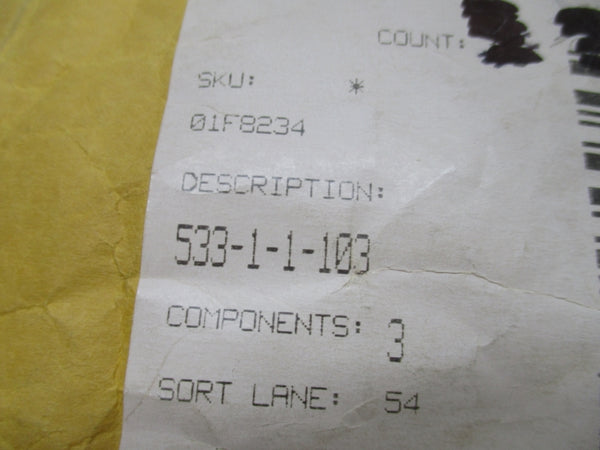 COUNT:
SKU: *
01F8234
DESCRIPTION:
533-1-1-103
COMPONENTS: 3
SORT LANE: 54